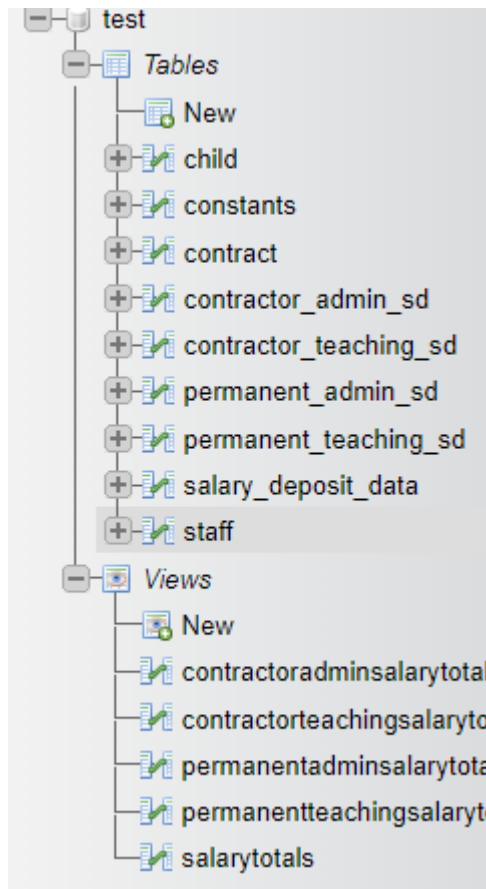 test
Tables
New
child
constants
contract
contractor_admin_sd
contractor_teaching_sd
permanent_admin_sd
permanent_teaching_sd
salary_deposit_data
staff
Views
New
contractoradminsalarytotal
contractorteachingsalaryto
permanentadminsalarytota
permanentteachingsalaryt
salarytotals